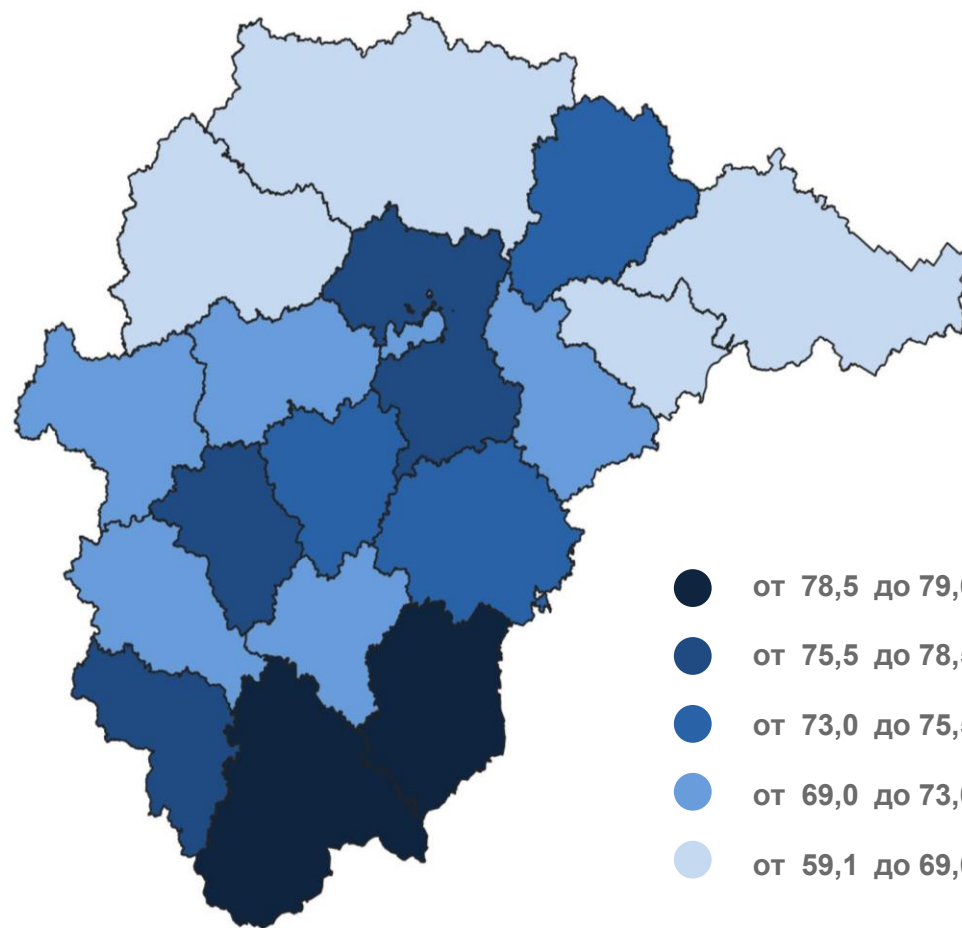 от 78,5 до 79,
от 75,5 до 78,
от 73,0 до 75,
от 69,0 до 73,
от 59,1 до 69,